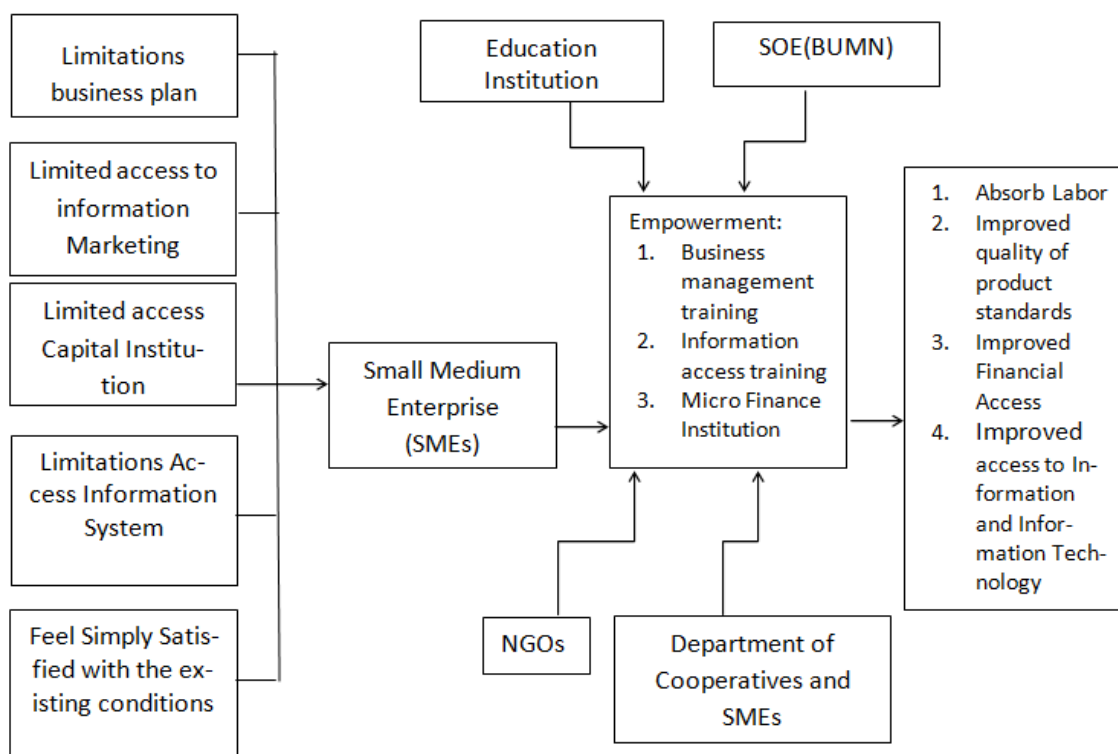 Limitations
business plan
Limited access to
information
Marketing
Limited access
Capital Institu-
tion
Limitations Ac-
cess Information
System
Feel Simply Satis-
fied with the ex-
isting conditions
Small Medium
Enterprise
(SMEs)
Education
Institution
SOE(BUMN)
Empowerment:
1. Business
management
training
2. Information
access training
3. Micro Finance
Institution
NGOs
Department of
Cooperatives and
SMEs
1. Absorb Labor
2. Improved
quality of
product
standards
3. Improved
Financial
Access
4. Improved
access to In-
formation
and Infor-
mation Tech-
nology